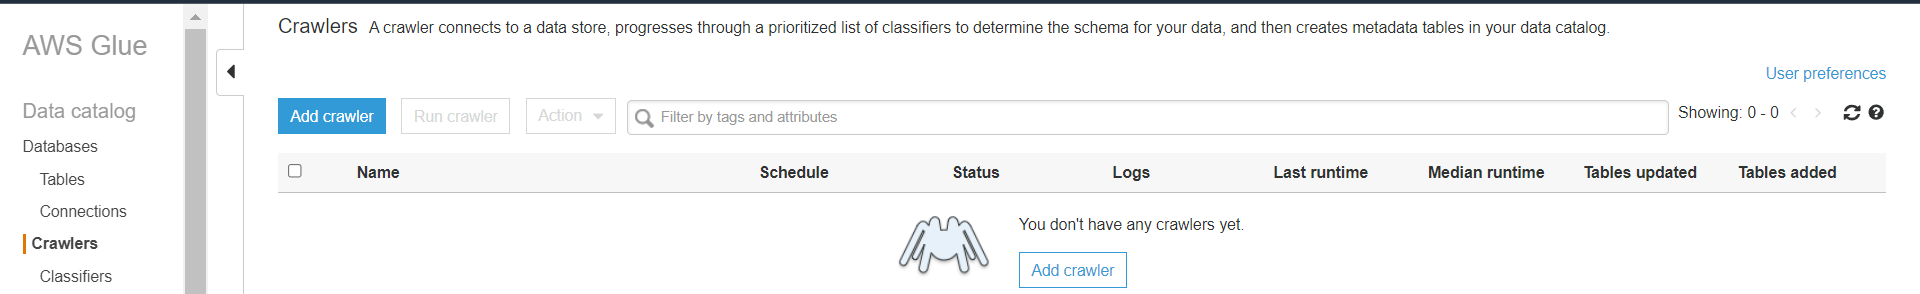 AWS Glue
Data catalog
Databases
Tables
Connections
Crawlers
Classifiers
Crawlers A crawler connects to a data store, progresses through a prioritized list of classifiers to determine the schema for your data, and then creates metadata tables in your data catalog.
User preferences
Add crawler Run crawler Action Filter by tags and attributes Showing: 0 - 0
Name Schedule Status Logs Last runtime Median runtime Tables updated Tables added
You don't have any crawlers yet.
Add crawler